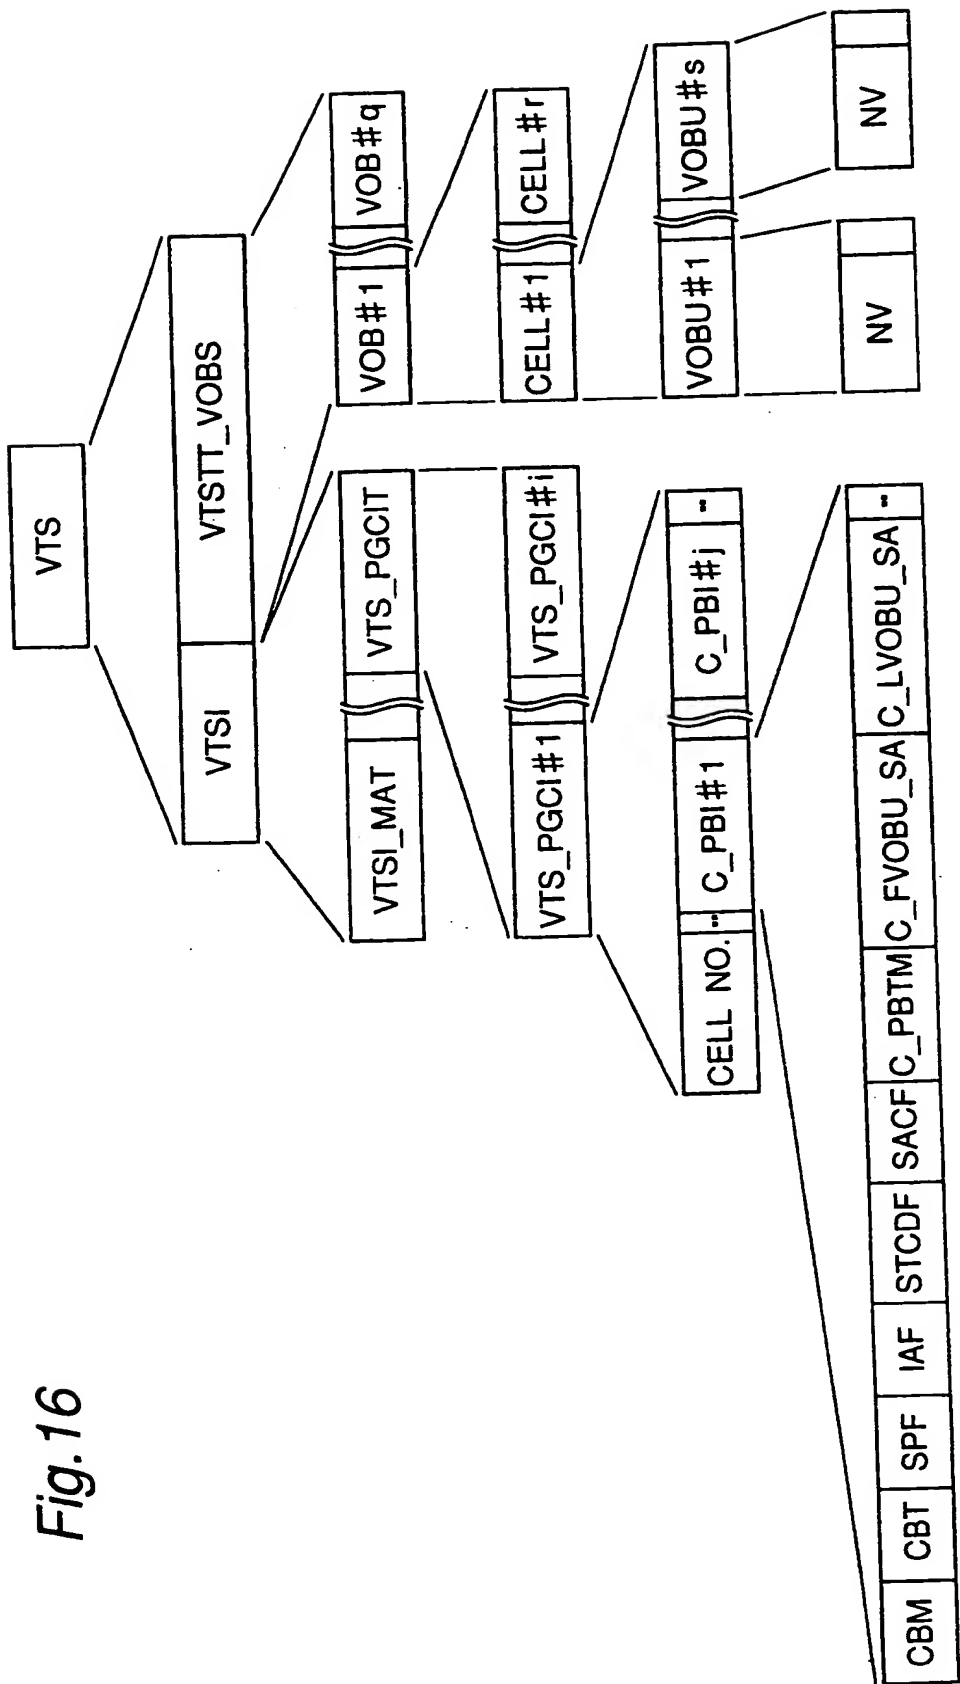 Fig.16
VTS
VTSI VTSTT_VOBS
VTSI_MAT VTS_PGCIT VOB#1 VOB#q
VTS_PGCI#1 VTS_PGCI#i CELL#1 CELL#r
CELL NO. -- C_PBI#1 C_PBI#j -- VOBU#1 VOBU#s
CBM CBT SPF IAF STCDF SACF C_PBTM C_FVOBU_SA C_LVOBU_SA -- NV NV